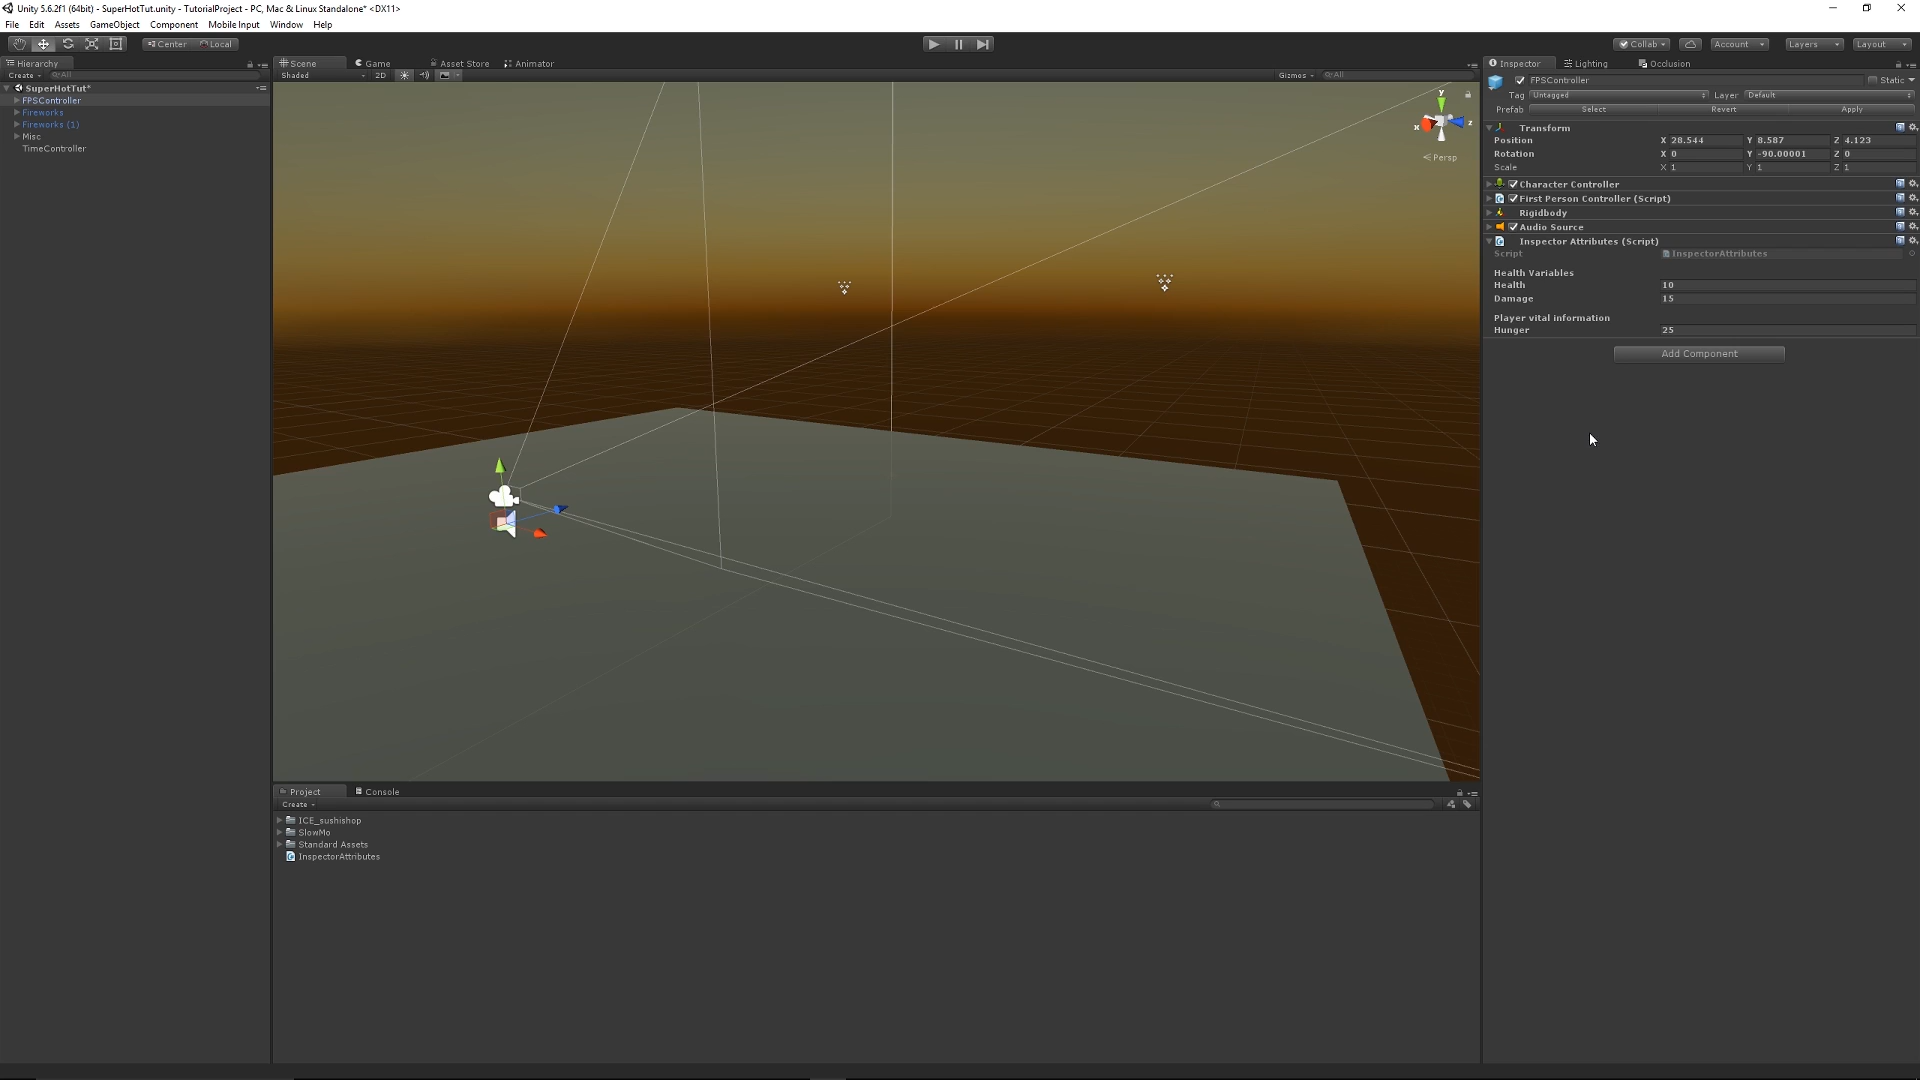 Unity 5.6.2f1 (64bit) - SuperHotTut.unity - TutorialProject - PC, Mac & Linux Standalone* <DX11>
File Edit Assets GameObject Component Mobile Input Window Help
Center Local Collab Account Layers Layout
Hierarchy
Create All
SuperHotTut*
FPSController
Fireworks
Fireworks (1)
Misc
TimeController
Scene Game Asset Store Animator
Shaded 2D Gizmos All
y
x z
Persp
Project Console
Create
ICE_sushishop
SlowMo
Standard Assets
InspectorAttributes
Inspector Lighting Occlusion
FPSController Static
Tag Untagged Layer Default
Prefab Select Revert Apply
Transform
Position X 28.544 Y 8.587 Z 4.123
Rotation X 0 Y -90.00001 Z 0
Scale X 1 Y 1 Z 1
Character Controller
First Person Controller (Script)
Rigidbody
Audio Source
Inspector Attributes (Script)
Script InspectorAttributes
Health Variables
Health 10
Damage 15
Player vital information
Hunger 25
Add Component